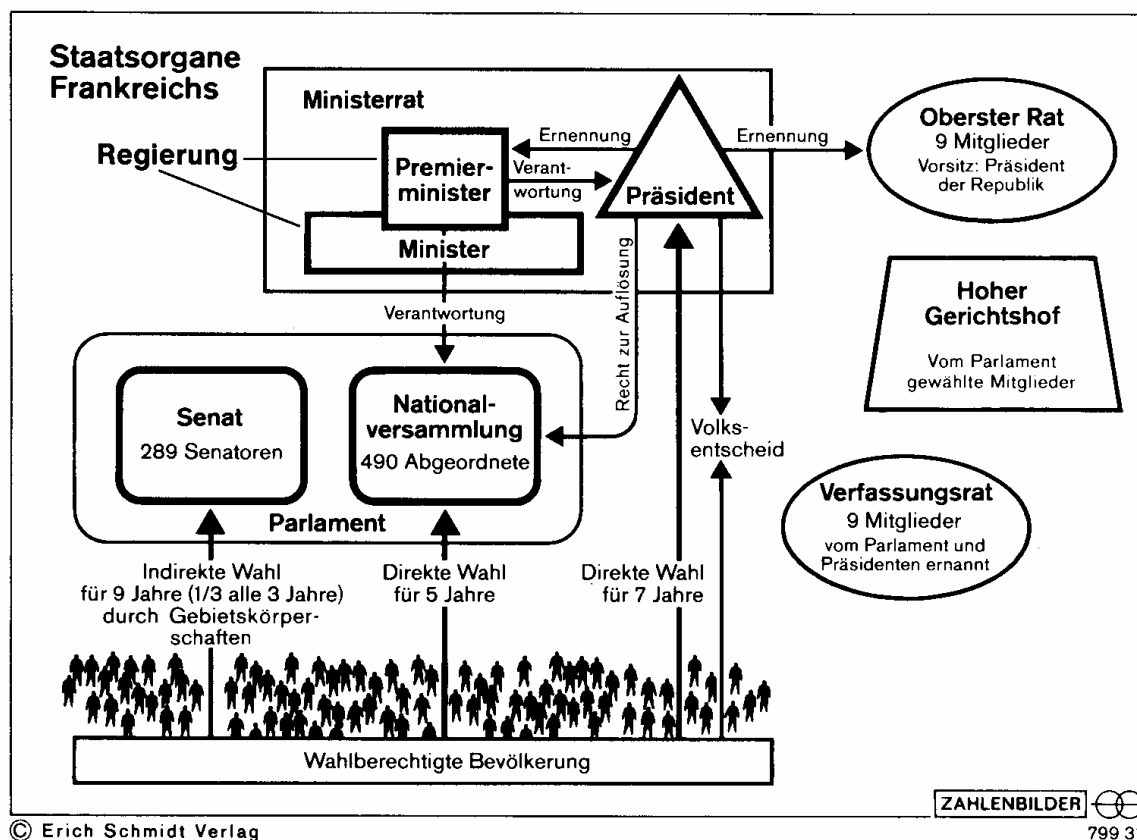 Staatsorgane
Frankreichs
Ministerrat
Regierung
Premier-
minister
Minister
Ernennung
Verant-
wortung
Präsident
Ernennung
Oberster Rat
9 Mitglieder
Vorsitz: Präsident
der Republik
Verantwortung
Recht zur Auflösung
Hoher
Gerichtshof
Vom Parlament
gewählte Mitglieder
Senat
289 Senatoren
National-
versammlung
490 Abgeordnete
Parlament
Volks-
entscheid
Verfassungsrat
9 Mitglieder
vom Parlament und
Präsidenten ernannt
Indirekte Wahl
für 9 Jahre (1/3 alle 3 Jahre)
durch Gebietskörper-
schaften
Direkte Wahl
für 5 Jahre
Direkte Wahl
für 7 Jahre
Wahlberechtigte Bevölkerung
ZAHLENBILDER
© Erich Schmidt Verlag
799 3